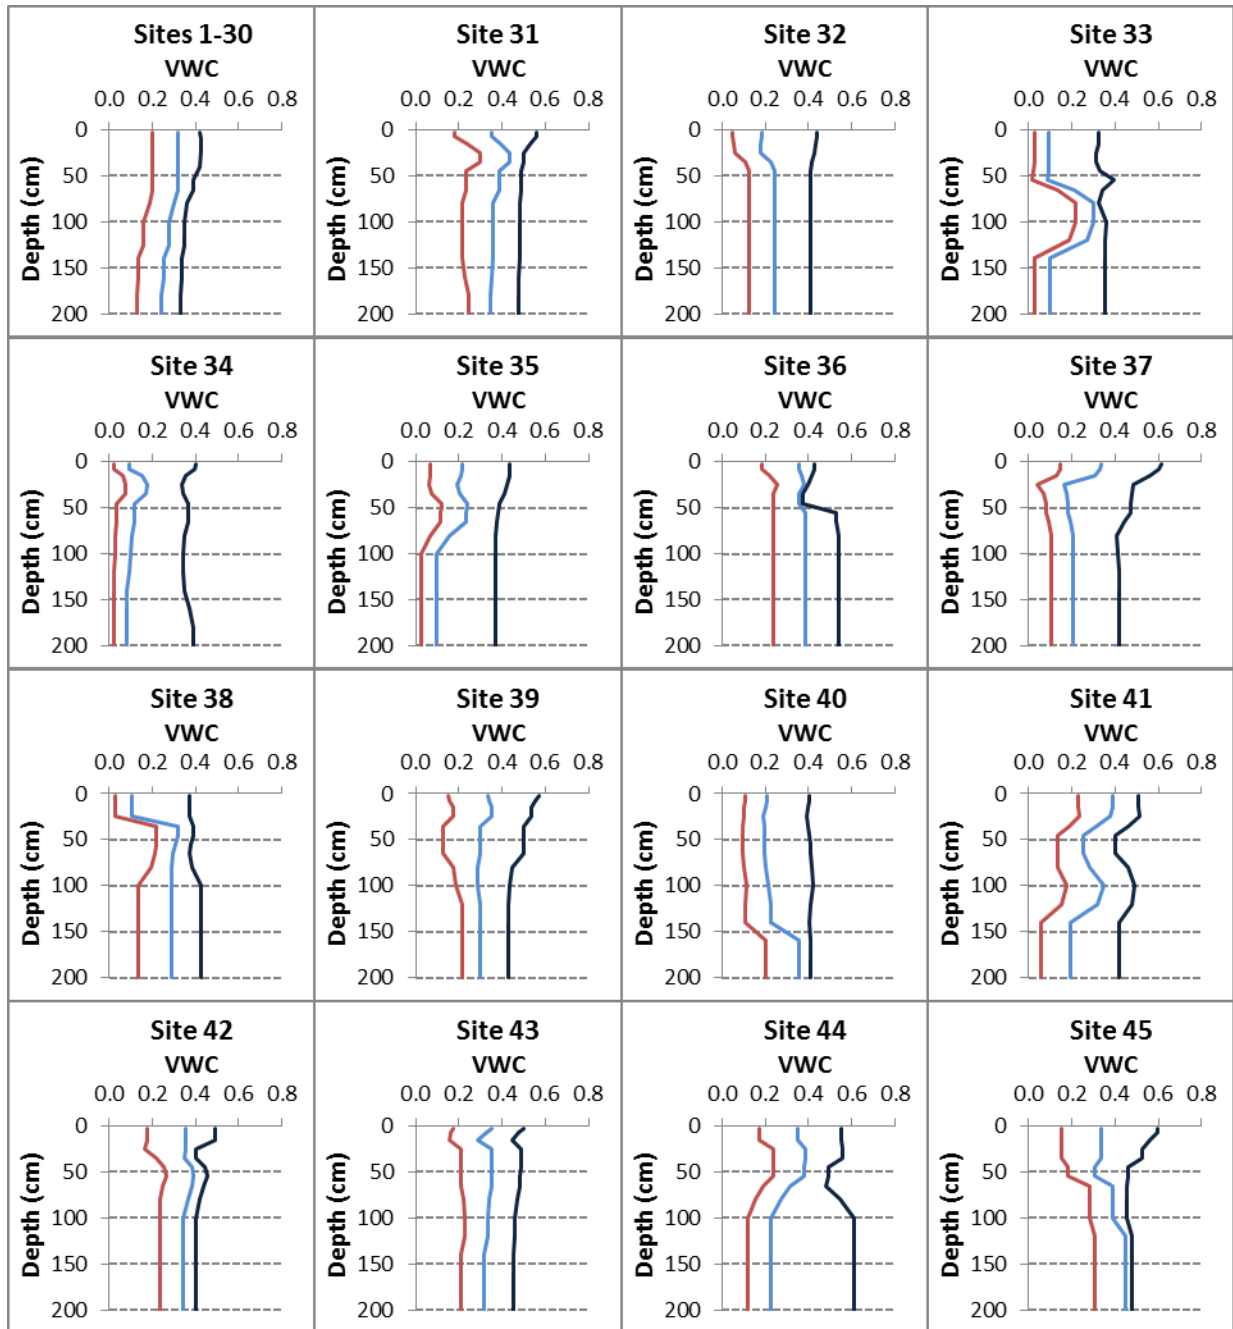 Sites 1-30
VWC
0.0 0.2 0.4 0.6 0.8
0
50
100
150
200
Depth (cm)
Site 31
VWC
0.0 0.2 0.4 0.6 0.8
0
50
100
150
200
Depth (cm)
Site 32
VWC
0.0 0.2 0.4 0.6 0.8
0
50
100
150
200
Depth (cm)
Site 33
VWC
0.0 0.2 0.4 0.6 0.8
0
50
100
150
200
Depth (cm)
Site 34
VWC
0.0 0.2 0.4 0.6 0.8
0
50
100
150
200
Depth (cm)
Site 35
VWC
0.0 0.2 0.4 0.6 0.8
0
50
100
150
200
Depth (cm)
Site 36
VWC
0.0 0.2 0.4 0.6 0.8
0
50
100
150
200
Depth (cm)
Site 37
VWC
0.0 0.2 0.4 0.6 0.8
0
50
100
150
200
Depth (cm)
Site 38
VWC
0.0 0.2 0.4 0.6 0.8
0
50
100
150
200
Depth (cm)
Site 39
VWC
0.0 0.2 0.4 0.6 0.8
0
50
100
150
200
Depth (cm)
Site 40
VWC
0.0 0.2 0.4 0.6 0.8
0
50
100
150
200
Depth (cm)
Site 41
VWC
0.0 0.2 0.4 0.6 0.8
0
50
100
150
200
Depth (cm)
Site 42
VWC
0.0 0.2 0.4 0.6 0.8
0
50
100
150
200
Depth (cm)
Site 43
VWC
0.0 0.2 0.4 0.6 0.8
0
50
100
150
200
Depth (cm)
Site 44
VWC
0.0 0.2 0.4 0.6 0.8
0
50
100
150
200
Depth (cm)
Site 45
VWC
0.0 0.2 0.4 0.6 0.8
0
50
100
150
200
Depth (cm)